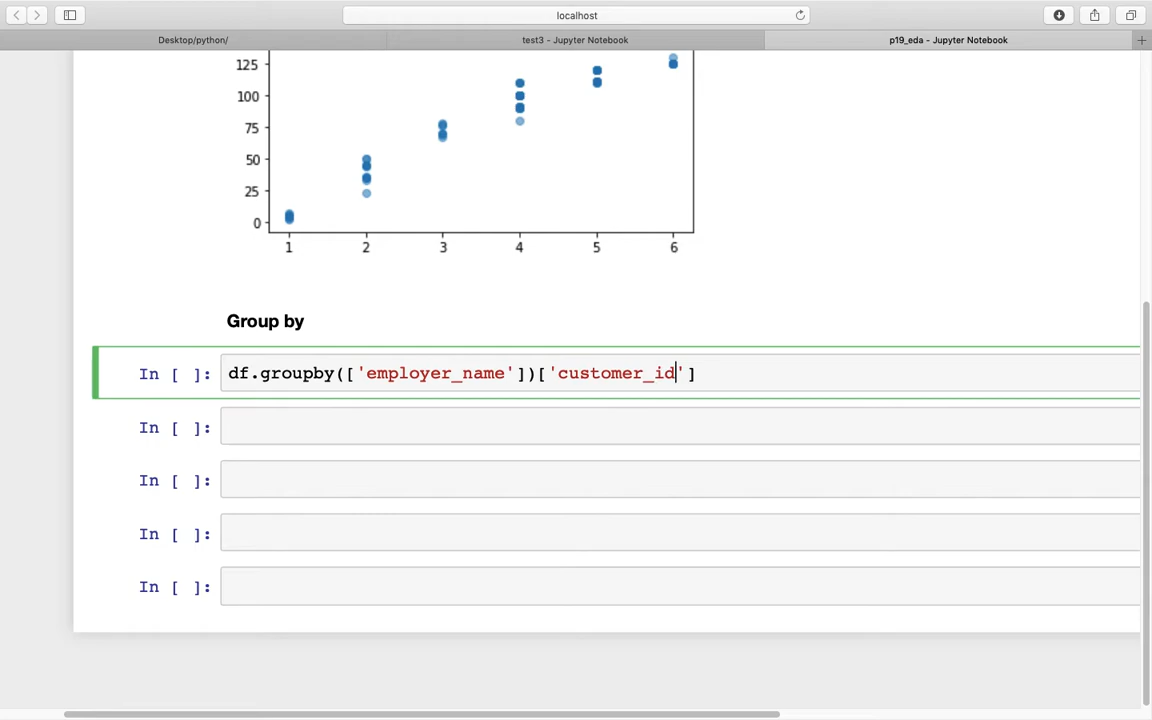 localhost
Desktop/python/
test3 - Jupyter Notebook
p19_eda - Jupyter Notebook
+
125
100
75
50
25
0
1 2 3 4 5 6
Group by
In [ ]: df.groupby(['employer_name'])['customer_id']
In [ ]:
In [ ]:
In [ ]:
In [ ]: